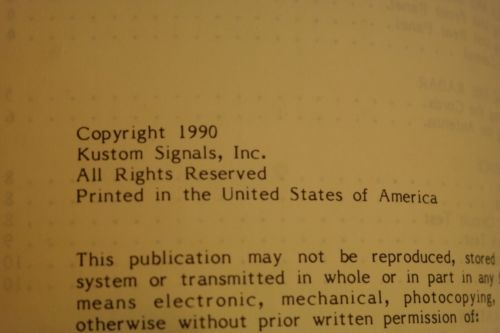 Copyright 1990
Kustom Signals, Inc.
All Rights Reserved
Printed in the United States of America
This publication may not be reproduced, stored
system or transmitted in whole or in part in any
means electronic, mechanical, photocopying,
otherwise without prior written permission of: